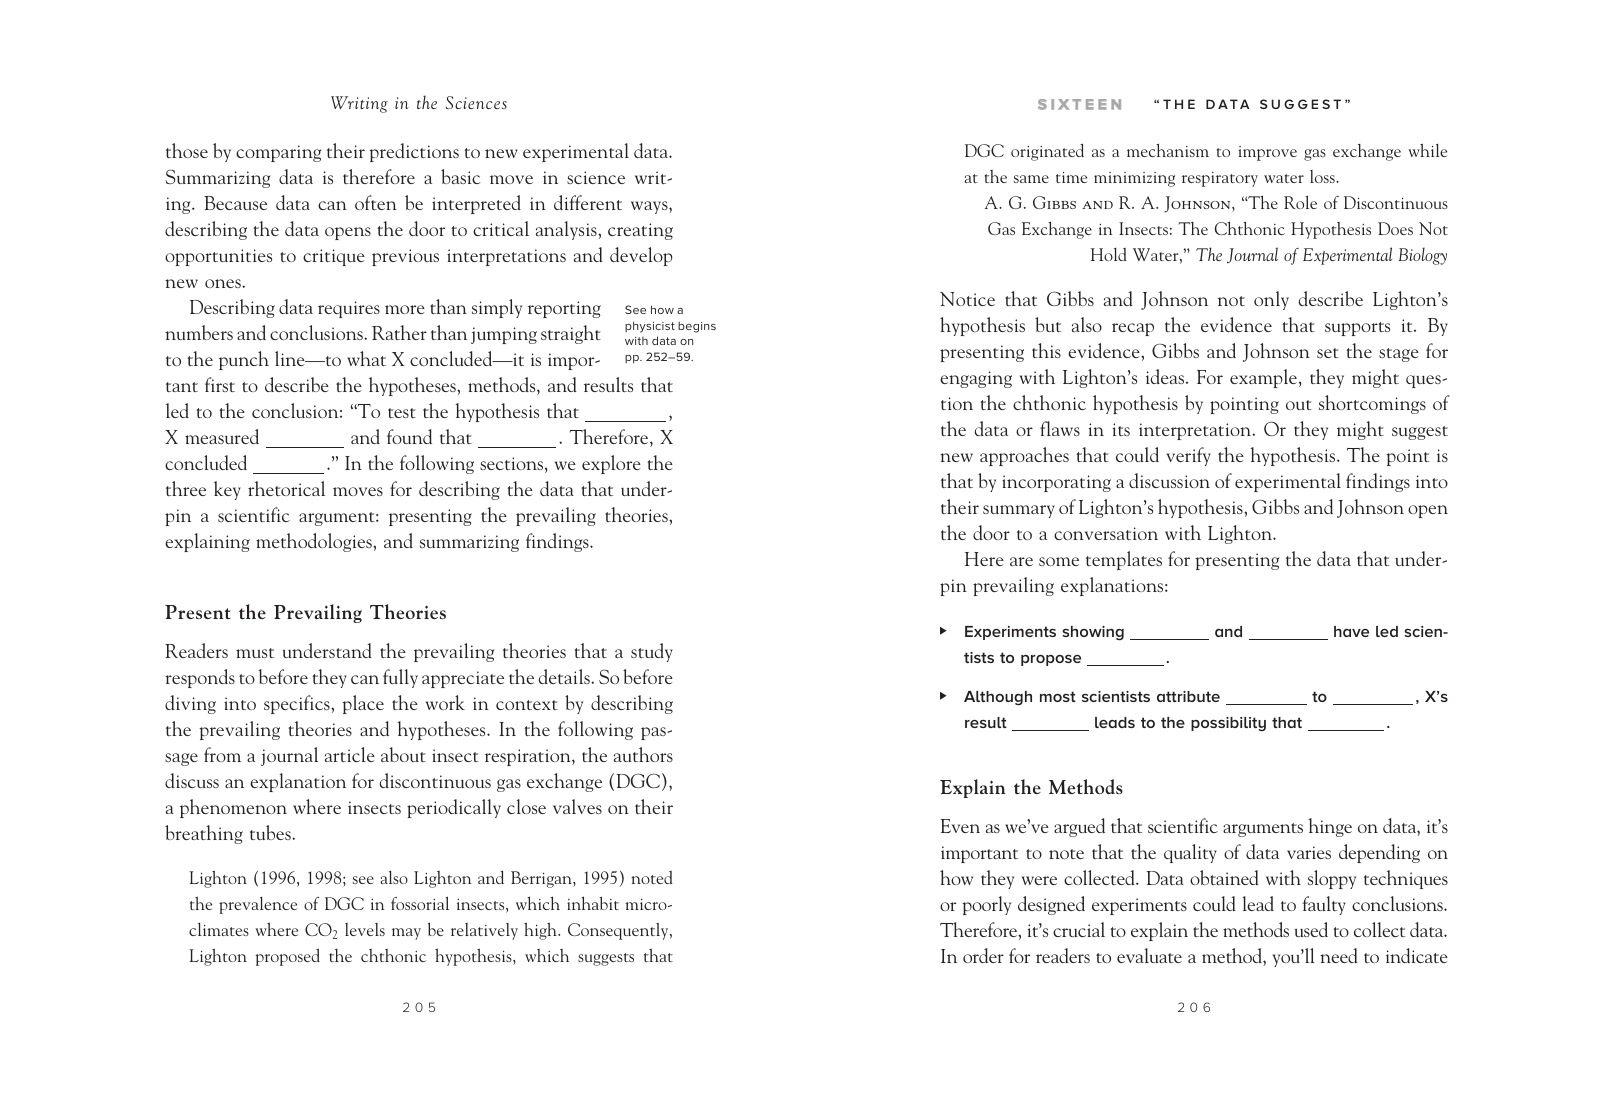 Writing in the Sciences
those by comparing their predictions to new experimental data.
Summarizing data is therefore a basic move in science writ-
ing. Because data can often be interpreted in different ways,
describing the data opens the door to critical analysis, creating
opportunities to critique previous interpretations and develop
new ones.
Describing data requires more than simply reporting
numbers and conclusions. Rather than jumping straight
to the punch line—to what X concluded—it is impor-
tant first to describe the hypotheses, methods, and results that
led to the conclusion: “To test the hypothesis that ________,
X measured ________ and found that ________. Therefore, X
concluded ________.” In the following sections, we explore the
three key rhetorical moves for describing the data that under-
pin a scientific argument: presenting the prevailing theories,
explaining methodologies, and summarizing findings.
See how a
physicist begins
with data on
pp. 252–59.
Present the Prevailing Theories
Readers must understand the prevailing theories that a study
responds to before they can fully appreciate the details. So before
diving into specifics, place the work in context by describing
the prevailing theories and hypotheses. In the following pas-
sage from a journal article about insect respiration, the authors
discuss an explanation for discontinuous gas exchange (DGC),
a phenomenon where insects periodically close valves on their
breathing tubes.
Lighton (1996, 1998; see also Lighton and Berrigan, 1995) noted
the prevalence of DGC in fossorial insects, which inhabit micro-
climates where CO₂ levels may be relatively high. Consequently,
Lighton proposed the chthonic hypothesis, which suggests that
205
SIXTEEN “THE DATA SUGGEST”
DGC originated as a mechanism to improve gas exchange while
at the same time minimizing respiratory water loss.
A. G. Gibbs and R. A. Johnson, “The Role of Discontinuous
Gas Exchange in Insects: The Chthonic Hypothesis Does Not
Hold Water,” The Journal of Experimental Biology
Notice that Gibbs and Johnson not only describe Lighton’s
hypothesis but also recap the evidence that supports it. By
presenting this evidence, Gibbs and Johnson set the stage for
engaging with Lighton’s ideas. For example, they might ques-
tion the chthonic hypothesis by pointing out shortcomings of
the data or flaws in its interpretation. Or they might suggest
new approaches that could verify the hypothesis. The point is
that by incorporating a discussion of experimental findings into
their summary of Lighton’s hypothesis, Gibbs and Johnson open
the door to a conversation with Lighton.
Here are some templates for presenting the data that under-
pin prevailing explanations:
▸ Experiments showing ________ and ________ have led scien-
tists to propose ________.
▸ Although most scientists attribute ________ to ________, X’s
result ________ leads to the possibility that ________.
Explain the Methods
Even as we’ve argued that scientific arguments hinge on data, it’s
important to note that the quality of data varies depending on
how they were collected. Data obtained with sloppy techniques
or poorly designed experiments could lead to faulty conclusions.
Therefore, it’s crucial to explain the methods used to collect data.
In order for readers to evaluate a method, you’ll need to indicate
206